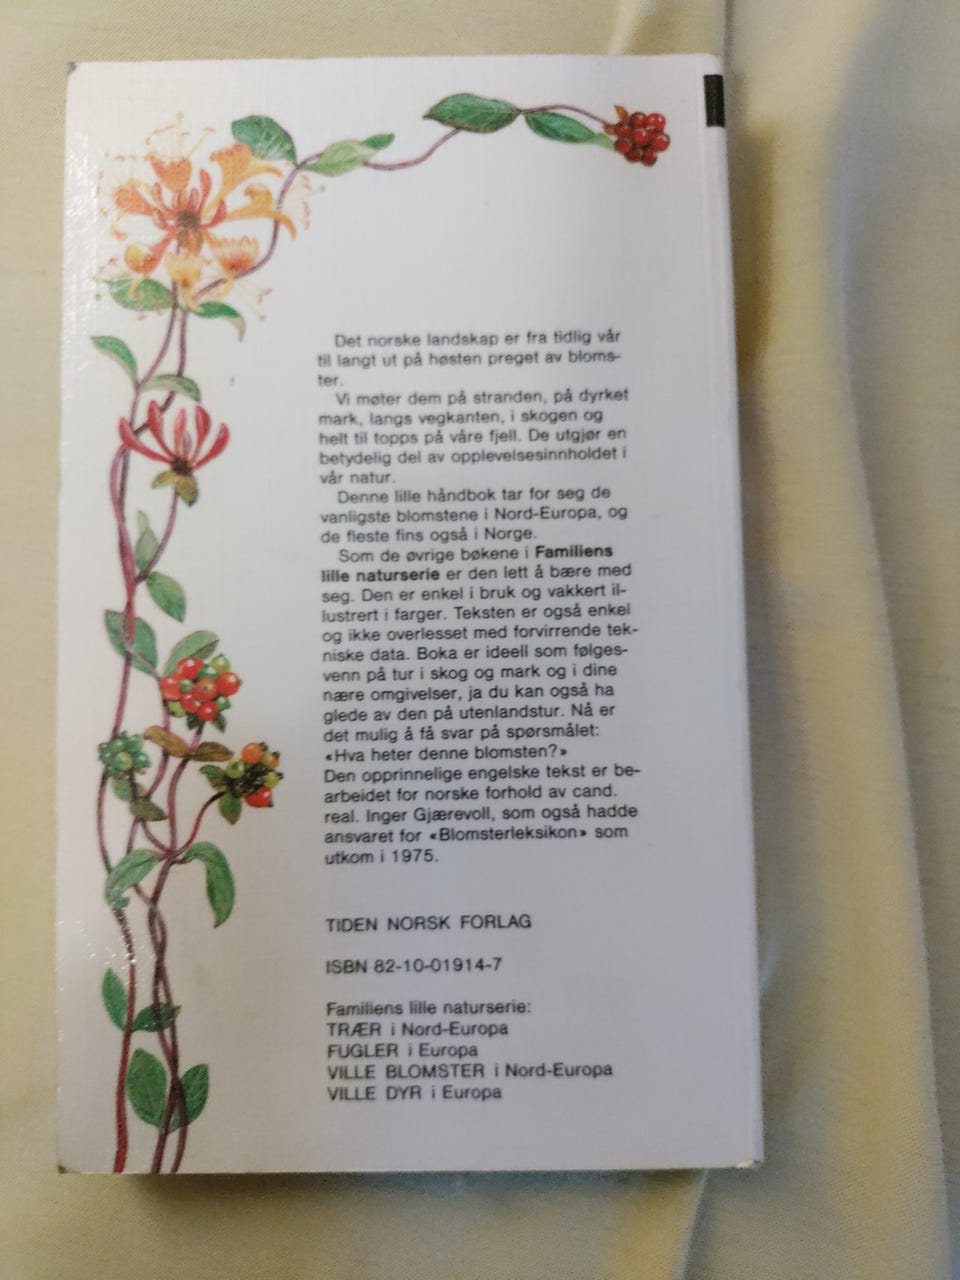 Det norske landskap er fra tidlig vår
til langt ut på høsten preget av bloms-
ter.
Vi møter dem på stranden, på dyrket
mark, langs vegkanten, i skogen og
helt til topps på våre fjell. De utgjør en
betydelig del av opplevelsesinnholdet i
vår natur.
Denne lille håndbok tar for seg de
vanligste blomstene i Nord-Europa, og
de fleste fins også i Norge.
Som de øvrige bøkene i Familiens
lille naturserie er den lett å bære med
seg. Den er enkel i bruk og vakkert il-
lustrert i farger. Teksten er også enkel
og ikke overlesset med forvirrende tek-
niske data. Boka er ideell som følges-
venn på tur i skog og mark og i dine
nære omgivelser, ja du kan også ha
glede av den på utenlandstur. Nå er
det mulig å få svar på spørsmålet:
«Hva heter denne blomsten?»
Den opprinnelige engelske tekst er be-
arbeidet for norske forhold av cand.
real. Inger Gjærevoll, som også hadde
ansvaret for «Blomsterleksikon» som
utkom i 1975.
TIDEN NORSK FORLAG
ISBN 82-10-01914-7
Familiens lille naturserie:
TRÆR i Nord-Europa
FUGLER i Europa
VILLE BLOMSTER i Nord-Europa
VILLE DYR i Europa